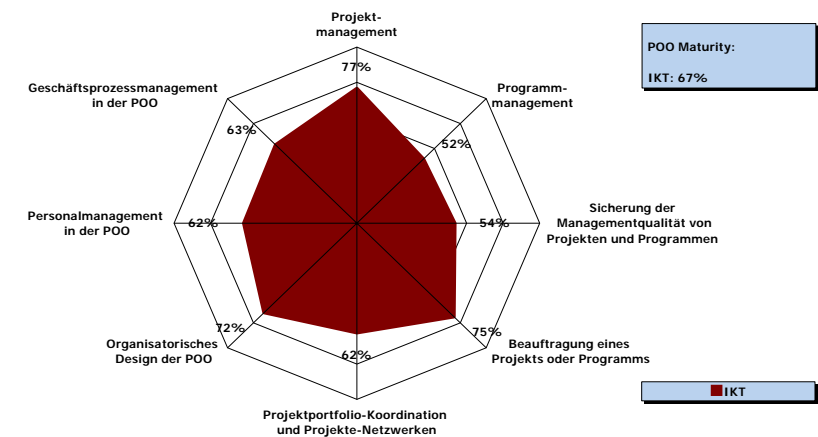 Projekt-
management
POO Maturity:
IKT: 67%
77%
Geschäftsprozessmanagement
in der POO
Programm-
management
63%
52%
Personalmanagement
in der POO
62%
54%
Sicherung der
Managementqualität von
Projekten und Programmen
72%
75%
Organisatorisches
Design der POO
62%
Beauftragung eines
Projekts oder Programms
IKT
Projektportfolio-Koordination
und Projekte-Netzwerken